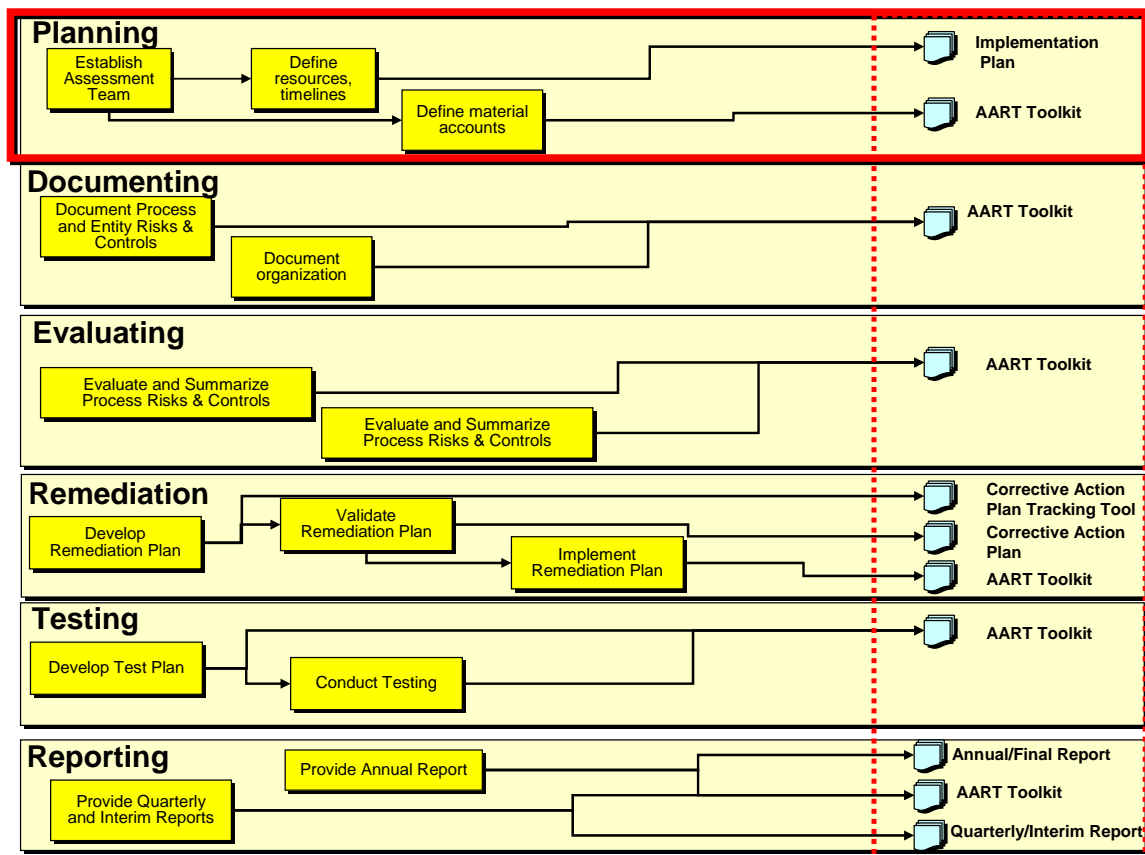 Planning
Establish
Assessment
Team
Define
resources,
timelines
Define material
accounts
Implementation
Plan
AART Toolkit
Documenting
Document Process
and Entity Risks &
Controls
Document
organization
AART Toolkit
Evaluating
Evaluate and Summarize
Process Risks & Controls
Evaluate and Summarize
Process Risks & Controls
AART Toolkit
Remediation
Develop
Remediation Plan
Validate
Remediation Plan
Implement
Remediation Plan
Corrective Action
Plan Tracking Tool
Corrective Action
Plan
AART Toolkit
Testing
Develop Test Plan
Conduct Testing
AART Toolkit
Reporting
Provide Annual Report
Provide Quarterly
and Interim Reports
Annual/Final Report
AART Toolkit
Quarterly/Interim Report